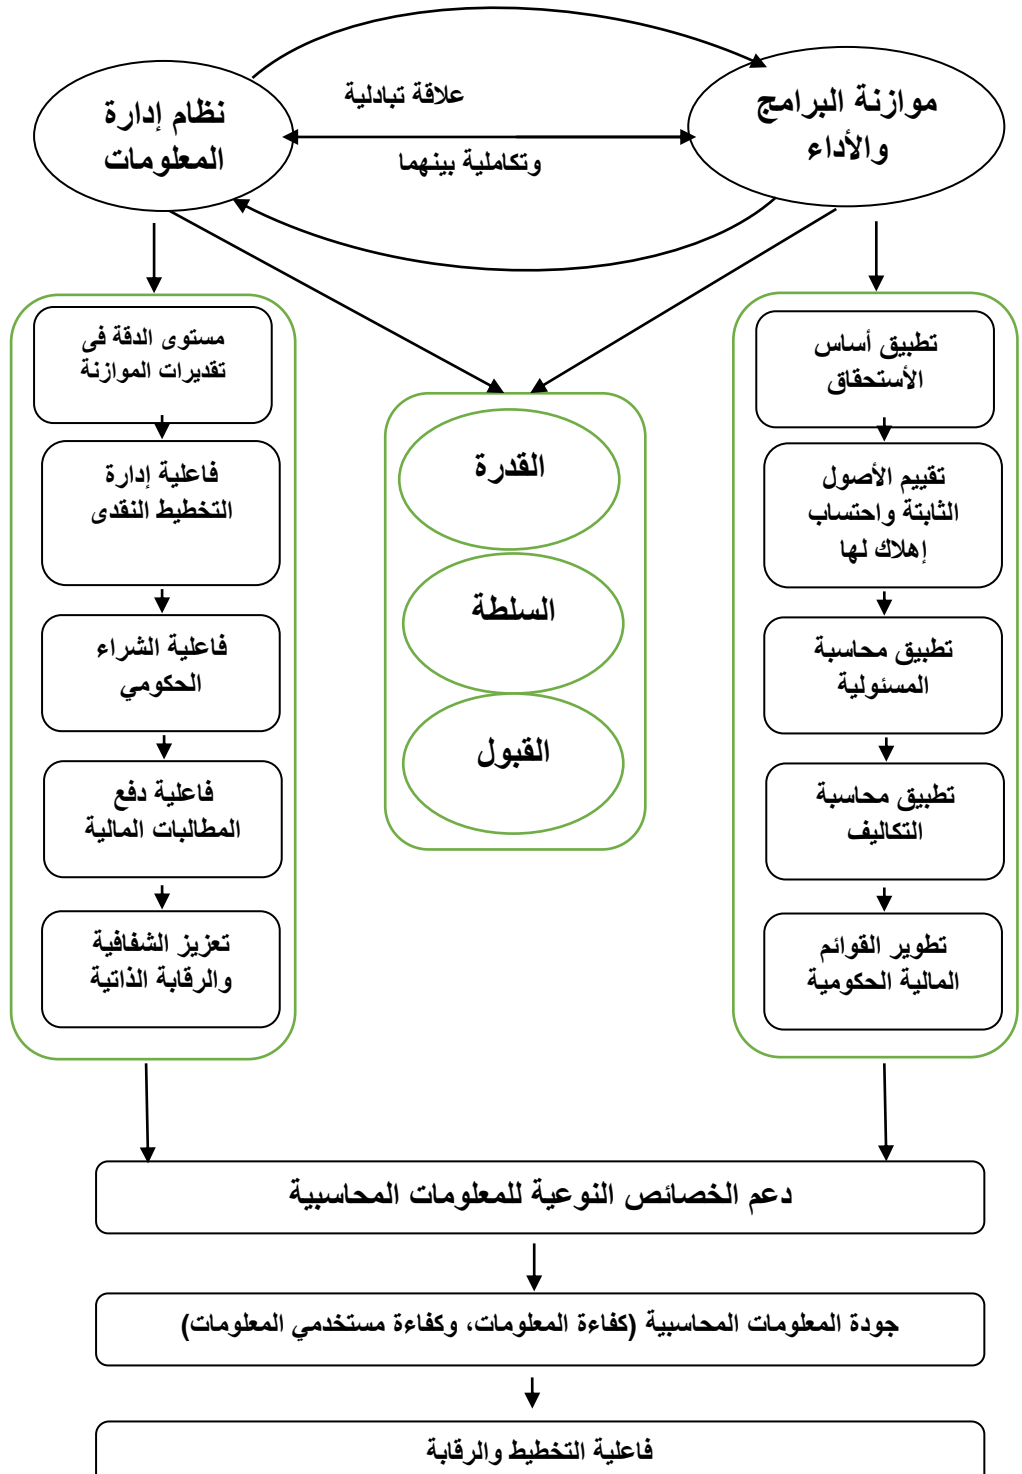 موازنة البرامج
والأداء
علاقة تبادلية
وتكاملية بينهما
نظام إدارة
المعلومات
تطبيق أساس
الأستحقاق
تقييم الأصول
الثابتة واحتساب
إهلاك لها
تطبيق محاسبة
المسئولية
تطبيق محاسبة
التكاليف
تطوير القوائم
المالية الحكومية
القدرة
السلطة
القبول
مستوى الدقة فى
تقديرات الموازنة
فاعلية إدارة
التخطيط النقدى
فاعلية الشراء
الحكومي
فاعلية دفع
المطالبات المالية
تعزيز الشفافية
والرقابة الذاتية
دعم الخصائص النوعية للمعلومات المحاسبية
جودة المعلومات المحاسبية (كفاءة المعلومات، وكفاءة مستخدمي المعلومات)
فاعلية التخطيط والرقابة